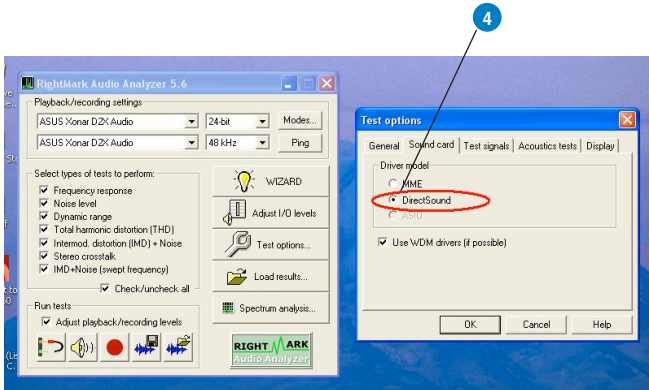 4
RightMark Audio Analyzer 5.6
Playback/recording settings
ASUS Xonar D2X Audio 24-bit Modes...
ASUS Xonar D2X Audio 48 kHz Ping
Select types of tests to perform:
Frequency response
Noise level
Dynamic range
Total harmonic distortion (THD)
Intermod. distortion (IMD) + Noise
Stereo crosstalk
IMD+Noise (swept frequency)
Check/uncheck all
WIZARD
Adjust I/O levels
Test options...
Load results...
Spectrum analysis...
Run tests
Adjust playback/recording levels
RIGHT MARK
Audio Analyzer
Test options
General Sound card Test signals Acoustics tests Display
Driver model
MME
DirectSound
ASIO
Use WDM drivers (if possible)
OK Cancel Help